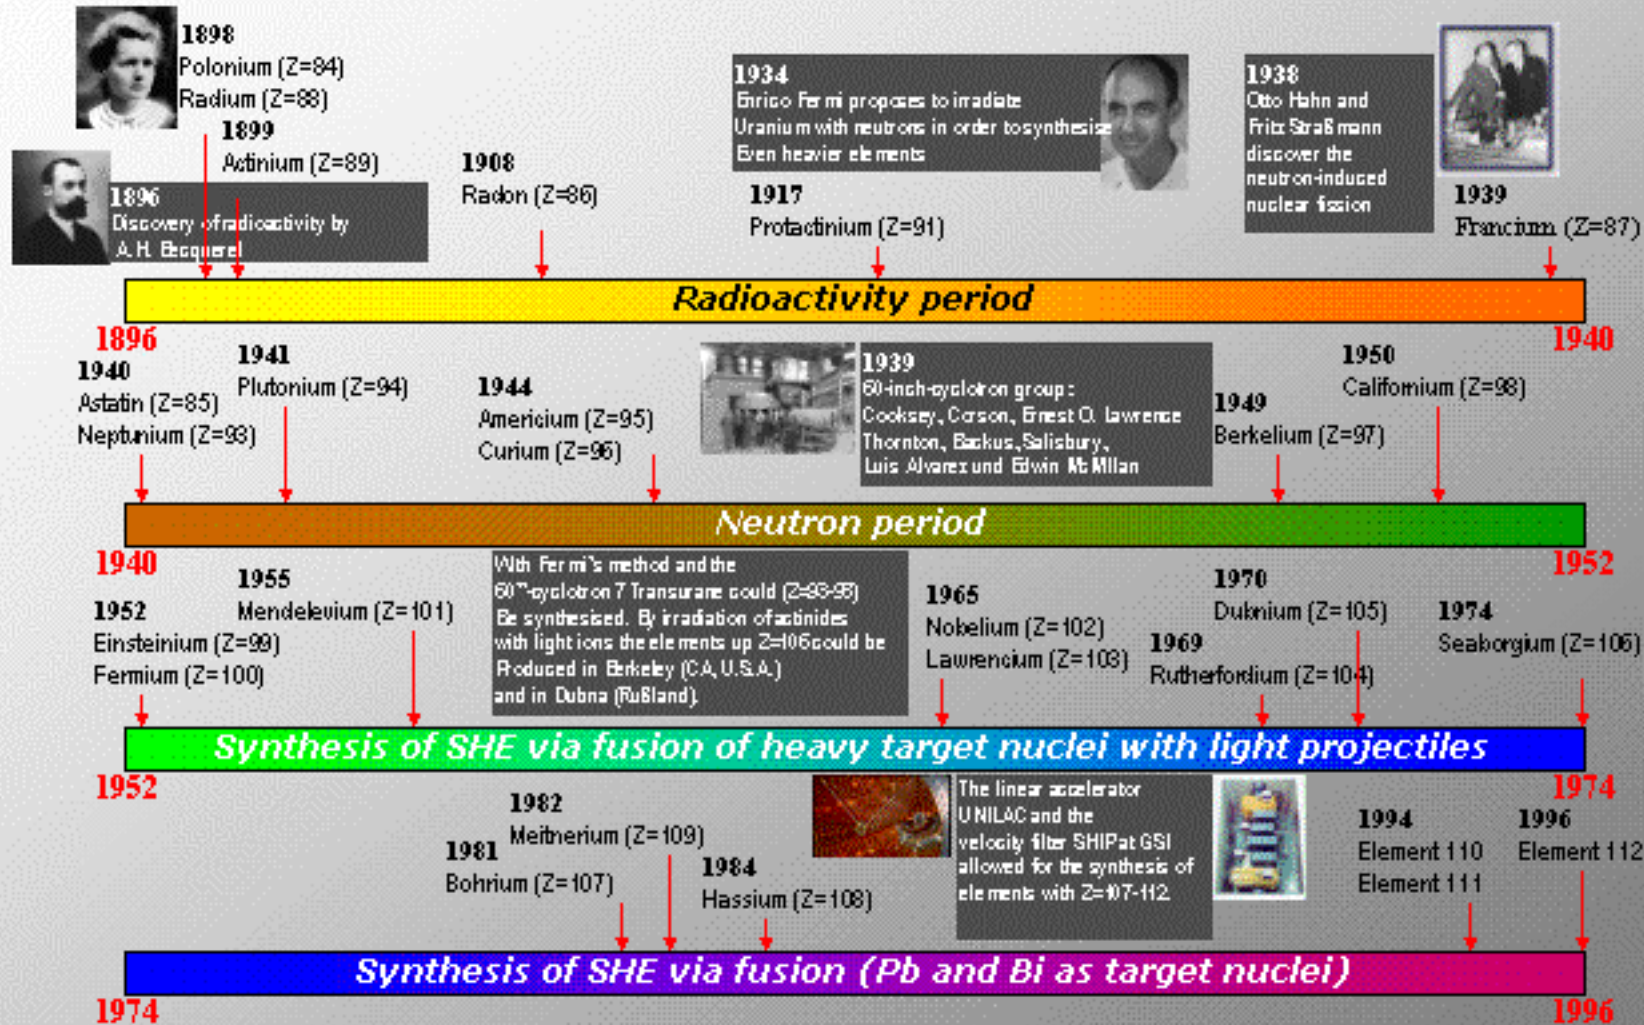 1898
Polonium (Z=84)
Radium (Z=88)
1899
Actinium (Z=89)
1896
Discovery of radioactivity by
A. H. Becquerel
1908
Radon (Z=86)
1934
Enrico Fermi proposes to irradiate
Uranium with neutrons in order to synthesise
Even heavier elements
1917
Protactinium (Z=91)
1938
Otto Hahn and
Fritz Straßmann
discover the
neutron-induced
nuclear fission
1939
Francium (Z=87)
Radioactivity period
1896
1940
1940
Astatin (Z=85)
Neptunium (Z=93)
1941
Plutonium (Z=94)
1944
Americium (Z=95)
Curium (Z=96)
1939
60-inch-cyclotron group:
Cooksey, Corson, Ernest O. Lawrence
Thornton, Backus, Salisbury,
Luis Alvarez und Edwin McMillan
1949
Berkelium (Z=97)
1950
Californium (Z=98)
Neutron period
1940
1952
1952
Einsteinium (Z=99)
Fermium (Z=100)
1955
Mendelevium (Z=101)
With Fermi's method and the
60"-cyclotron 7 Transurane could
Be synthesised. By irradiation of actinides
with light ions the elements up Z=106 could be
Produced in Berkeley (CA, U.S.A.)
and in Dubna (Rußland).
1965
Nobelium (Z=102)
Lawrencium (Z=103)
1969
Rutherfordium (Z=104)
1970
Dubnium (Z=105)
1974
Seaborgium (Z=106)
Synthesis of SHE via fusion of heavy target nuclei with light projectiles
1952
1974
1981
Bohrium (Z=107)
1982
Meitnerium (Z=109)
1984
Hassium (Z=108)
The linear accelerator
UNILAC and the
velocity filter SHIP at GSI
allowed for the synthesis of
elements with Z=107-112.
1994
Element 110
Element 111
1996
Element 112
Synthesis of SHE via fusion (Pb and Bi as target nuclei)
1974
1996